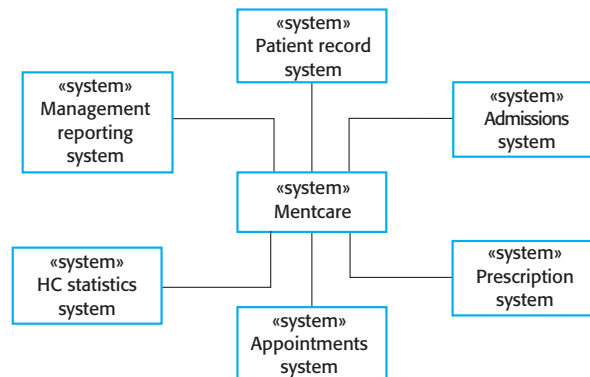 «system»
Patient record
system
«system»
Management
reporting
system
«system»
Admissions
system
«system»
Mentcare
«system»
HC statistics
system
«system»
Prescription
system
«system»
Appointments
system